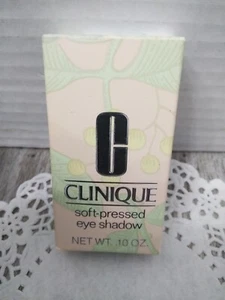 C
CLINIQUE
soft-pressed
eye shadow
NET WT. .10 OZ.